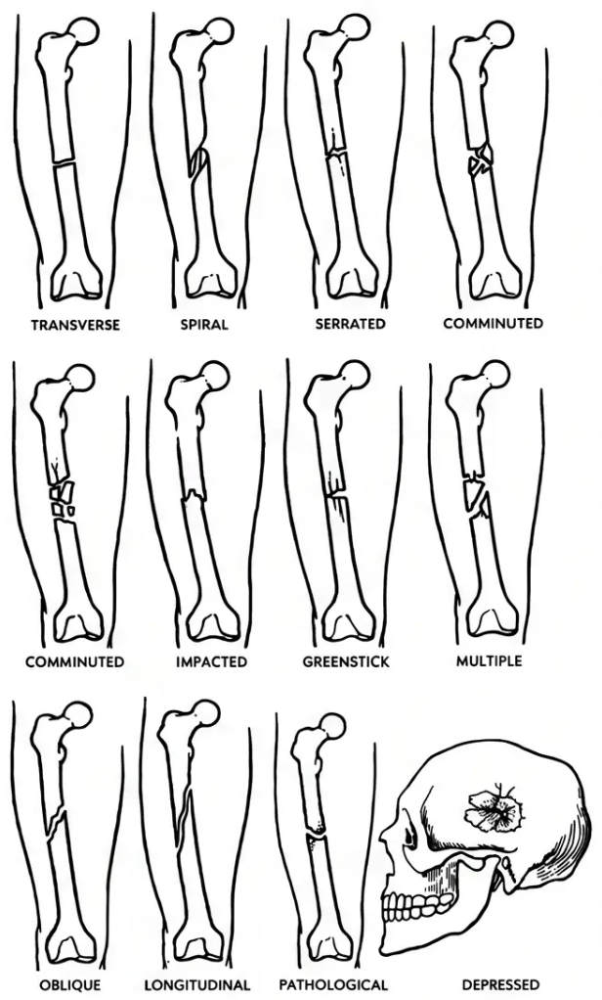 TRANSVERSE SPIRAL SERRATED COMMINUTED
COMMINUTED IMPACTED GREENSTICK MULTIPLE
OBLIQUE LONGITUDINAL PATHOLOGICAL DEPRESSED